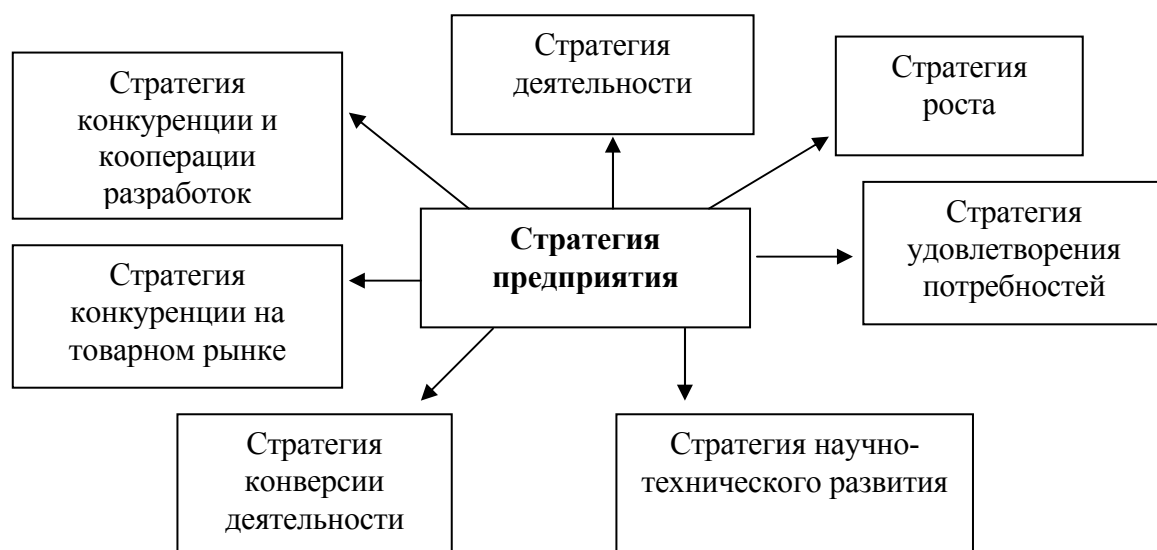 Стратегия
деятельности
Стратегия
конкуренции и
кооперации
разработок
Стратегия
роста
Стратегия
удовлетворения
потребностей
Стратегия
предприятия
Стратегия
конкуренции на
товарном рынке
Стратегия
конверсии
деятельности
Стратегия научно-
технического развития